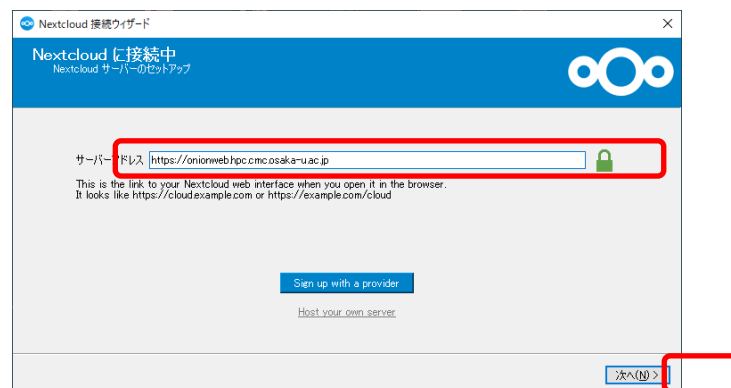 Nextcloud 接続ウィザード
Nextcloud に接続中
Nextcloud サーバーのセットアップ
サーバーアドレス https://onionweb.hpc.cmc.osaka-u.ac.jp
This is the link to your Nextcloud web interface when you open it in the browser.
It looks like https://cloud.example.com or https://example.com/cloud
Sign up with a provider
Host your own server
次へ(N) >